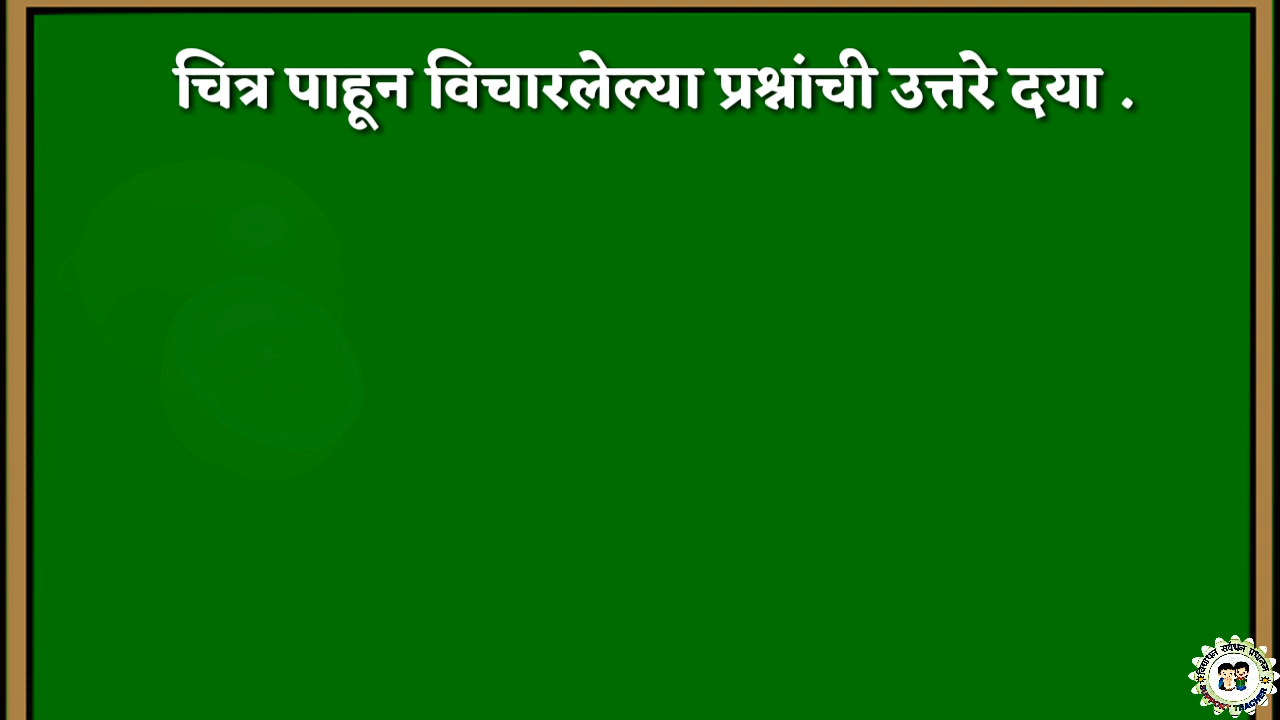 चित्र पाहून विचारलेल्या प्रश्नांची उत्तरे दया .